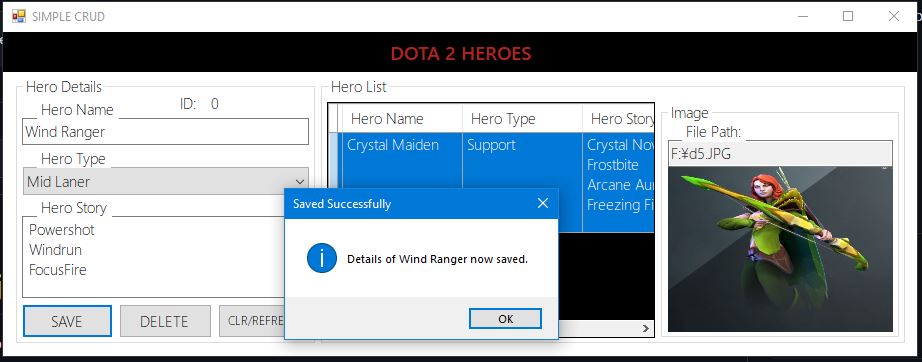 SIMPLE CRUD
DOTA 2 HEROES
Hero Details
Hero Name
ID: 0
Wind Ranger
Hero Type
Mid Laner
Hero Story
Powershot
Windrun
FocusFire
SAVE
DELETE
CLR/REFRE
Hero List
Hero Name
Hero Type
Hero Story
Crystal Maiden
Support
Crystal Nov
Frostbite
Arcane Aur
Freezing Fi
Saved Successfully
Details of Wind Ranger now saved.
OK
Image
File Path:
F:¥d5.JPG